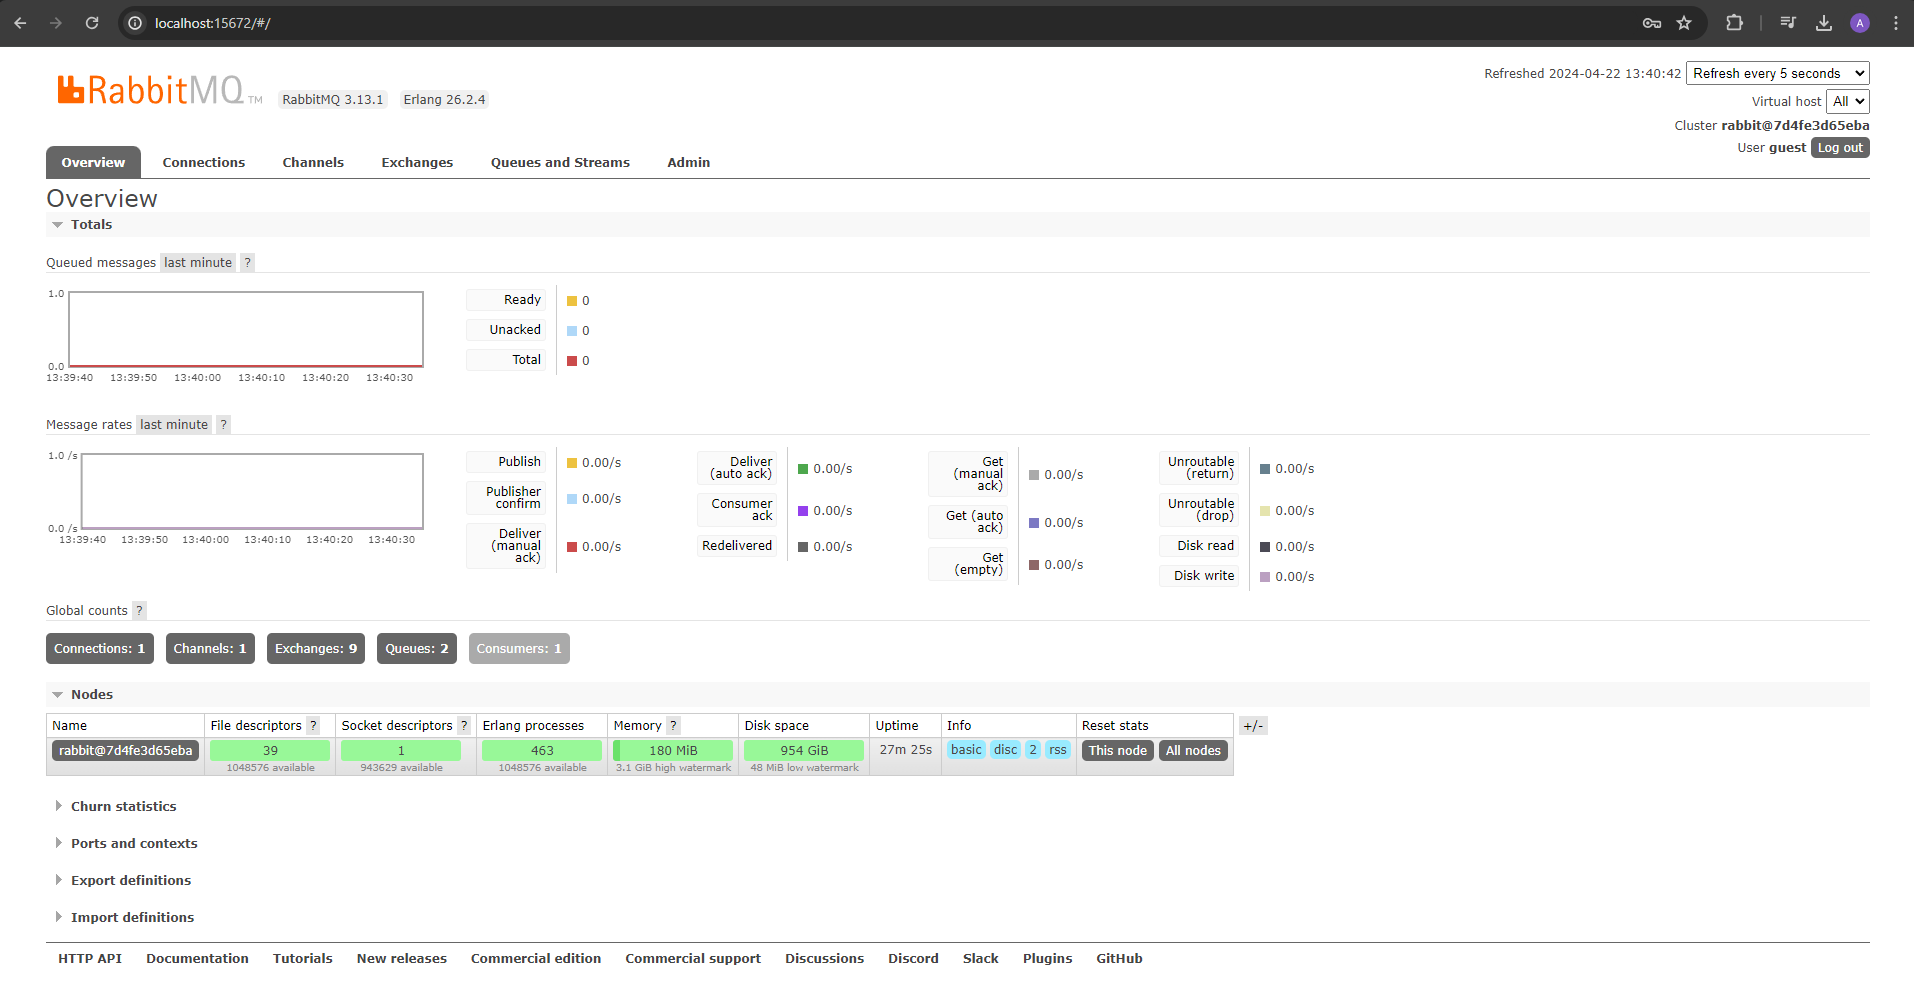 localhost:15672/#/
A
RabbitMQ TM
RabbitMQ 3.13.1 Erlang 26.2.4
Refreshed 2024-04-22 13:40:42 Refresh every 5 seconds
Virtual host All
Cluster rabbit@7d4fe3d65eba
User guest Log out
Overview Connections Channels Exchanges Queues and Streams Admin
Overview
Totals
Queued messages last minute ?
1.0
0.0
13:39:40 13:39:50 13:40:00 13:40:10 13:40:20 13:40:30
Ready 0
Unacked 0
Total 0
Message rates last minute ?
1.0 /s
0.0 /s
13:39:40 13:39:50 13:40:00 13:40:10 13:40:20 13:40:30
Publish 0.00/s
Publisher
confirm 0.00/s
Deliver
(manual
ack) 0.00/s
Deliver
(auto ack) 0.00/s
Consumer
ack 0.00/s
Redelivered 0.00/s
Get
(manual
ack) 0.00/s
Get (auto
ack) 0.00/s
Get
(empty) 0.00/s
Unroutable
(return) 0.00/s
Unroutable
(drop) 0.00/s
Disk read 0.00/s
Disk write 0.00/s
Global counts ?
Connections: 1 Channels: 1 Exchanges: 9 Queues: 2 Consumers: 1
Nodes
Name File descriptors ? Socket descriptors ? Erlang processes Memory ? Disk space Uptime Info Reset stats +/-
rabbit@7d4fe3d65eba 39 1 463 180 MiB 954 GiB 27m 25s basic disc 2 rss This node All nodes
1048576 available 943629 available 1048576 available 3.1 GiB high watermark 48 MiB low watermark
Churn statistics
Ports and contexts
Export definitions
Import definitions
HTTP API Documentation Tutorials New releases Commercial edition Commercial support Discussions Discord Slack Plugins GitHub